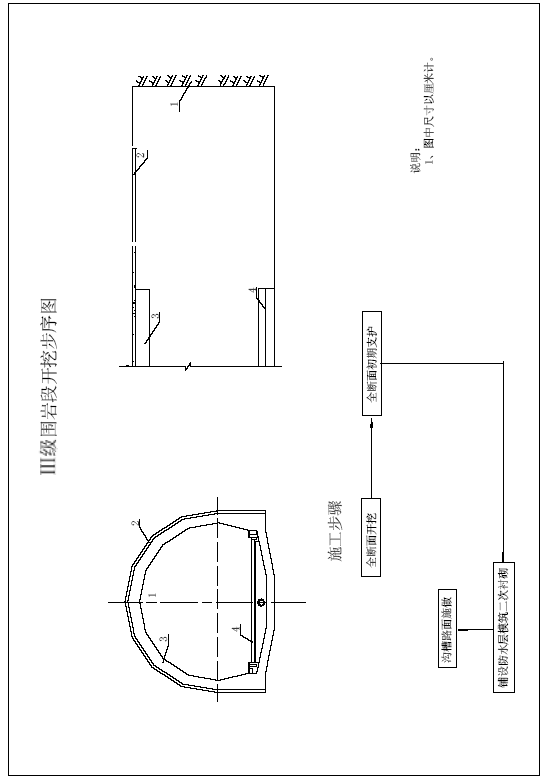 III级围岩段开挖步序图
1
2
3
4
1
2
3
4
施工步骤
全断面开挖
全断面初期支护
铺设防水层模筑二次衬砌
沟槽路面施做
说明：
1、图中尺寸以厘米计。